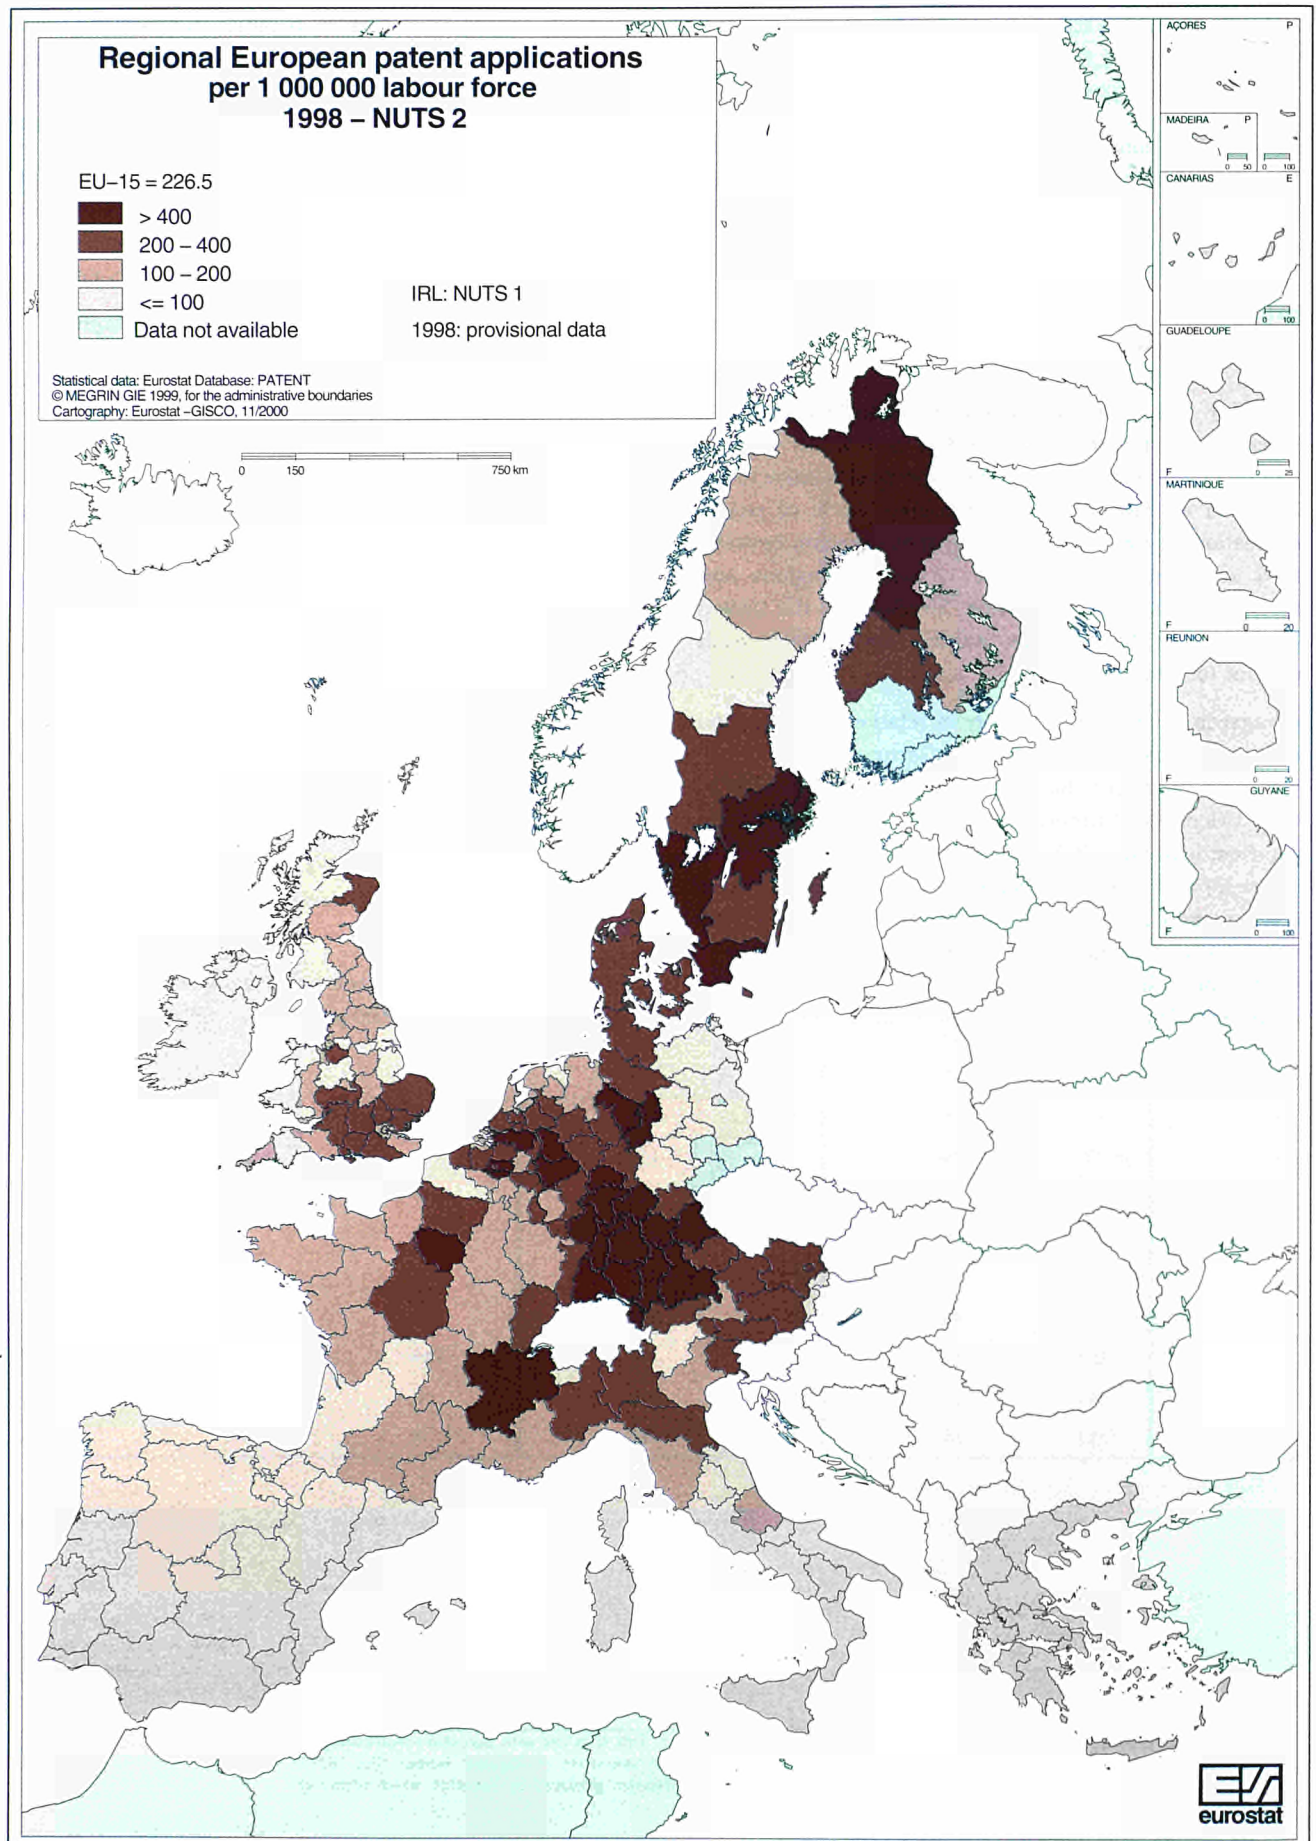 Regional European patent applications
per 1 000 000 labour force
1998 – NUTS 2
EU–15 = 226.5
> 400
200 – 400
100 – 200
<= 100
Data not available
IRL: NUTS 1
1998: provisional data
Statistical data: Eurostat Database: PATENT
© MEGRIN GIE 1999, for the administrative boundaries
Cartography: Eurostat –GISCO, 11/2000
0 150 750 km
AÇORES P
MADEIRA P
0 50 0 100
CANARIAS E
0 100
GUADELOUPE
F 0 25
MARTINIQUE
F 0 20
REUNION
F 0 20
GUYANE
F 0 100
eurostat